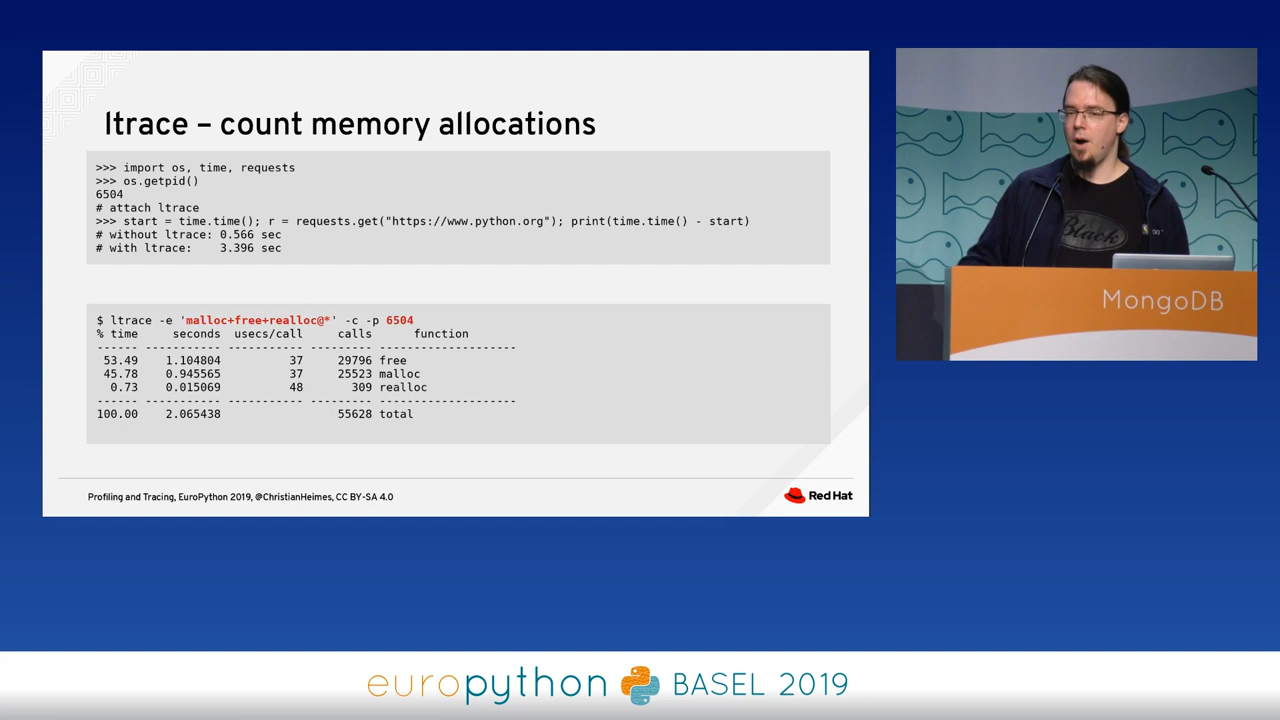 ltrace – count memory allocations
>>> import os, time, requests
>>> os.getpid()
6504
# attach ltrace
>>> start = time.time(); r = requests.get("https://www.python.org"); print(time.time() - start)
# without ltrace: 0.566 sec
# with ltrace:    3.396 sec
$ ltrace -e 'malloc+free+realloc@*' -c -p 6504
% time     seconds  usecs/call     calls      function
------ ----------- ----------- --------- --------------------
 53.49    1.104804          37     29796 free
 45.78    0.945565          37     25523 malloc
  0.73    0.015069          48       309 realloc
------ ----------- ----------- --------- --------------------
100.00    2.065438                 55628 total
Profiling and Tracing, EuroPython 2019, @ChristianHeimes, CC BY-SA 4.0
Red Hat
Black
MongoDB
europython BASEL 2019